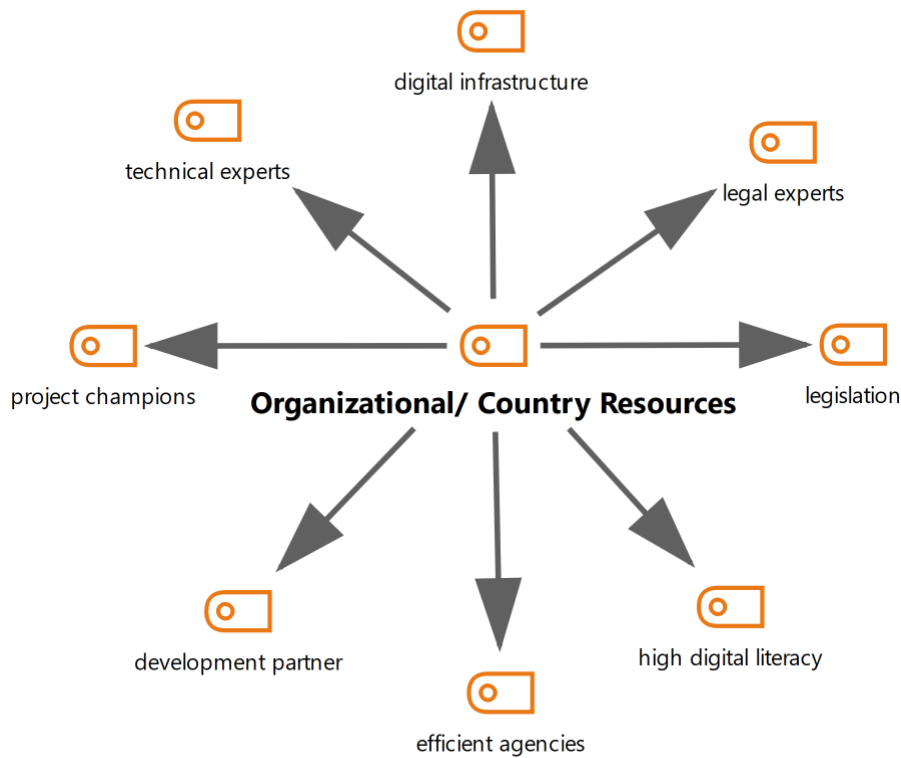 digital infrastructure
technical experts
legal experts
project champions
Organizational/ Country Resources
legislation
development partner
high digital literacy
efficient agencies